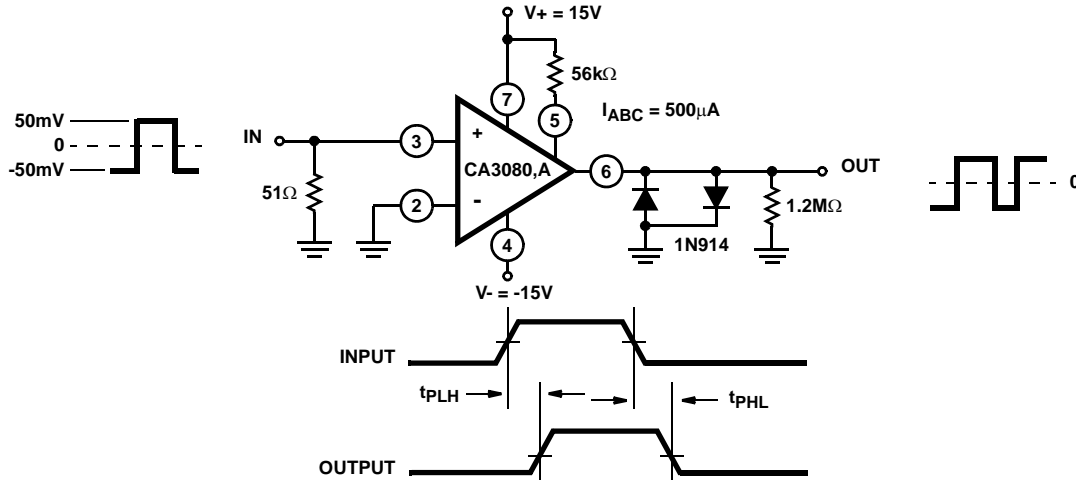 V+ = 15V
56kΩ
7
5
I_ABC = 500μA
50mV
0
-50mV
IN
3
+
CA3080,A
6
OUT
51Ω
2
-
1.2MΩ
0
4
1N914
V- = -15V
INPUT
t_PLH
t_PHL
OUTPUT